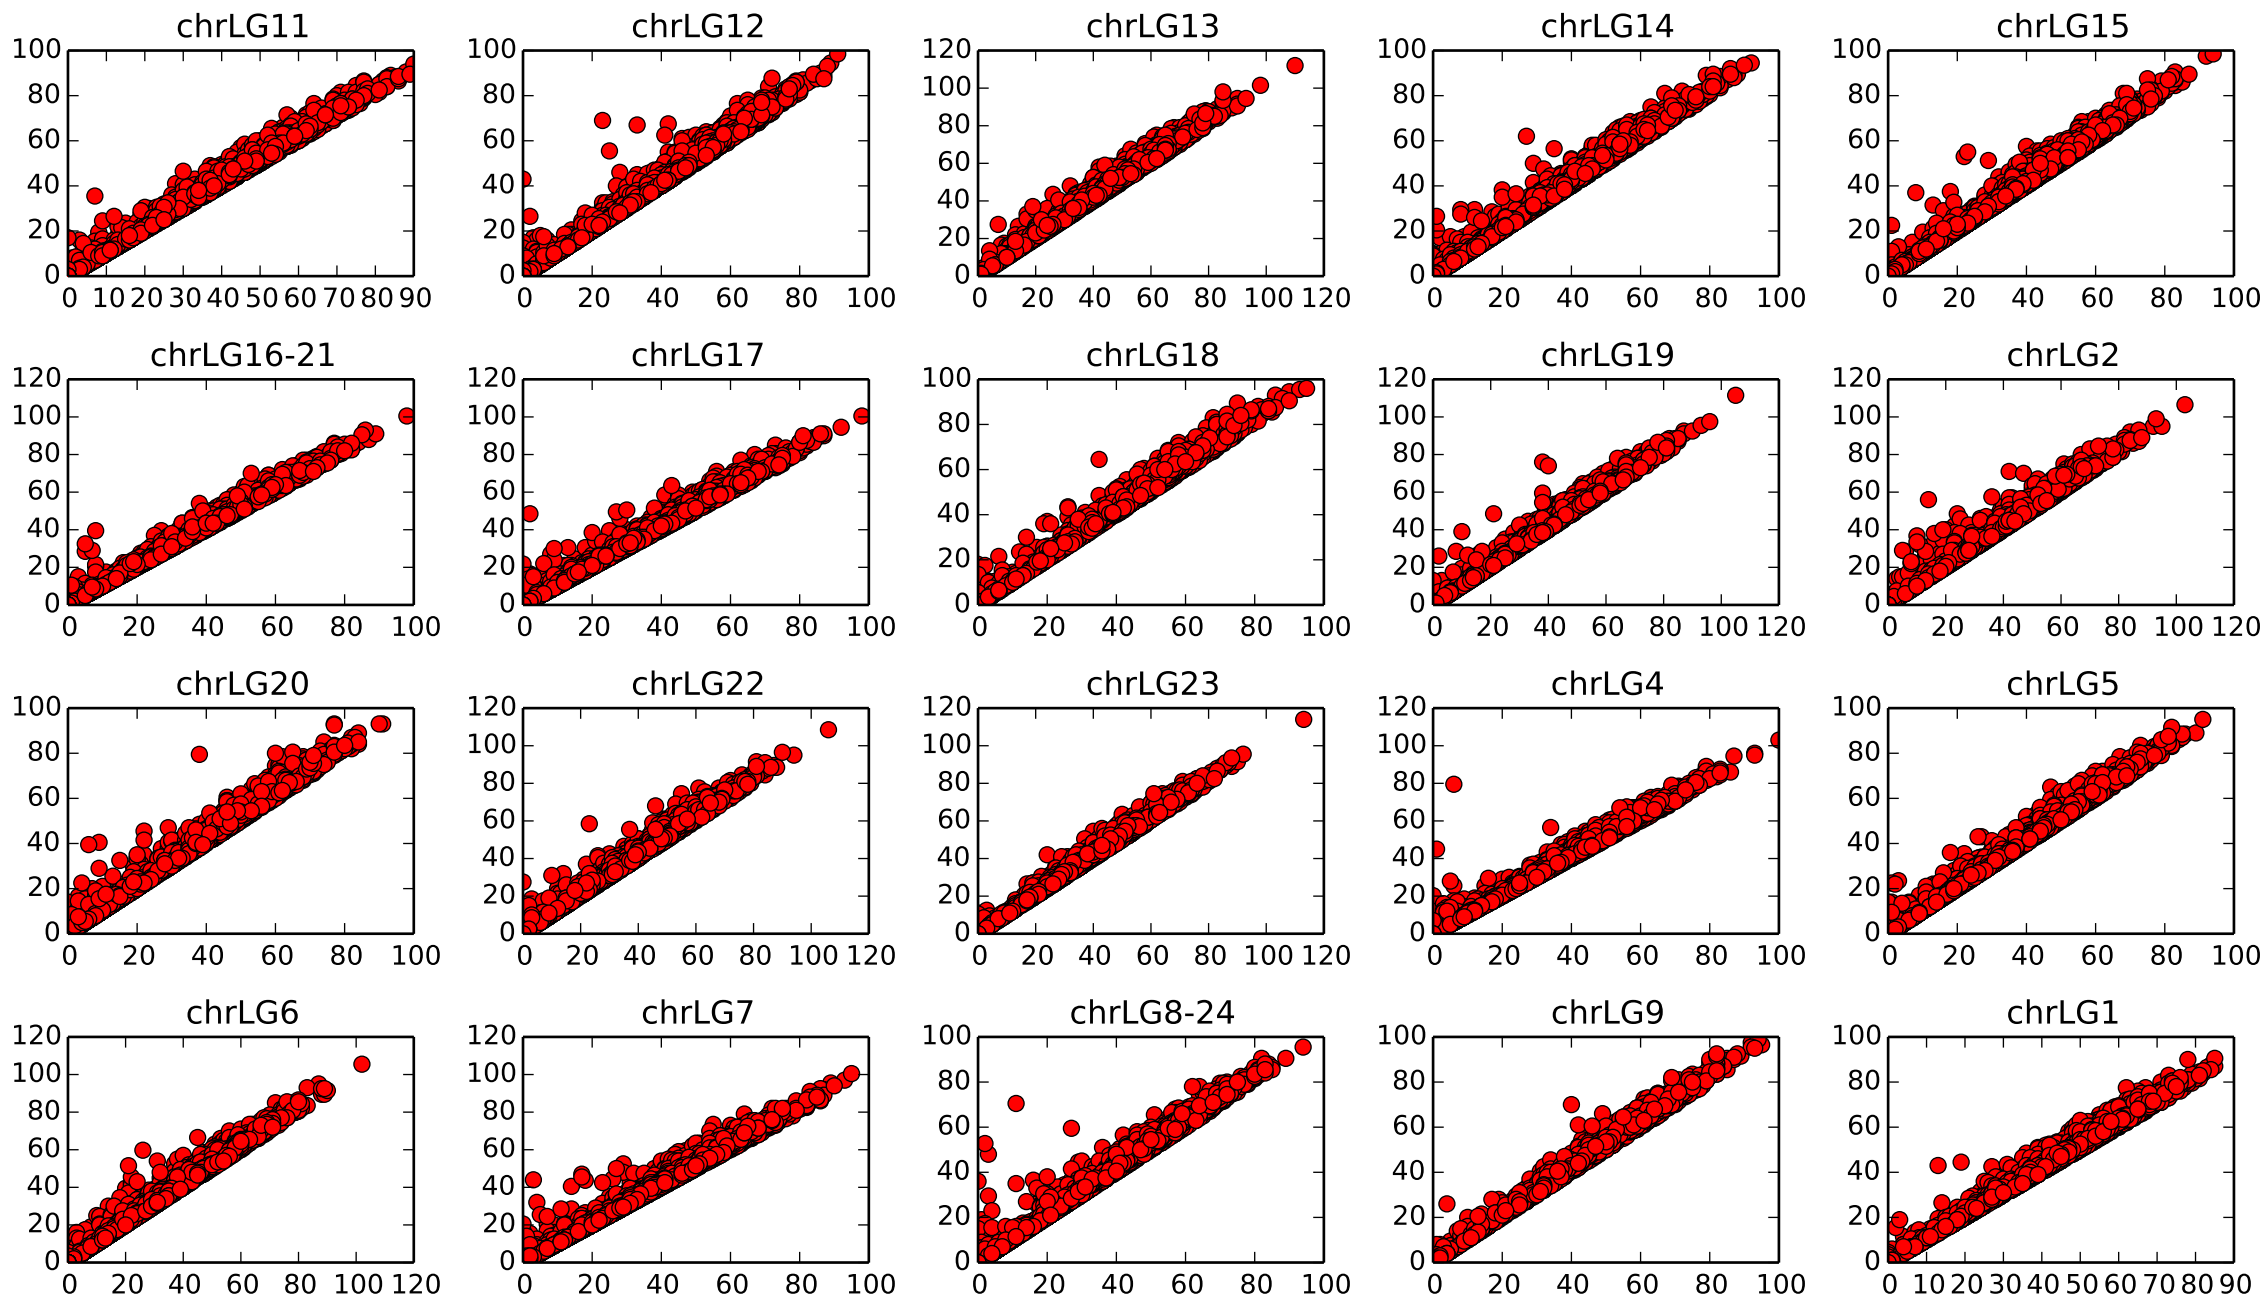 chrLG11 chrLG12 chrLG13 chrLG14 chrLG15
100 100 120 100 100
80 80 100 80 80
60 60 80 60 60
40 40 60 40 40
20 20 40 20 20
0 0 20 0 0
0
0 10 20 30 40 50 60 70 80 90 0 20 40 60 80 100 0 20 40 60 80 100 120 0 20 40 60 80 100 0 20 40 60 80 100
chrLG16-21 chrLG17 chrLG18 chrLG19 chrLG2
120 120 100 120 120
100 100 80 100 100
80 80 60 80 80
60 60 40 60 60
40 40 20 40 40
20 20 0 20 20
0 0 0 0
0 20 40 60 80 100 0 20 40 60 80 100 0 20 40 60 80 100 0 20 40 60 80 100 120 0 20 40 60 80 100 120
chrLG20 chrLG22 chrLG23 chrLG4 chrLG5
100 120 120 120 100
80 100 100 100 80
60 80 80 80 60
40 60 60 60 40
20 40 40 40 20
0 20 20 20 0
0 0 0
0 20 40 60 80 100 0 20 40 60 80 100 120 0 20 40 60 80 100 120 0 20 40 60 80 100 0 20 40 60 80 100
chrLG6 chrLG7 chrLG8-24 chrLG9 chrLG1
120 120 100 100 100
100 100 80 80 80
80 80 60 60 60
60 60 40 40 40
40 40 20 20 20
20 20 0 0 0
0 0
0 20 40 60 80 100 120 0 20 40 60 80 100 0 20 40 60 80 100 0 20 40 60 80 100 0 10 20 30 40 50 60 70 80 90